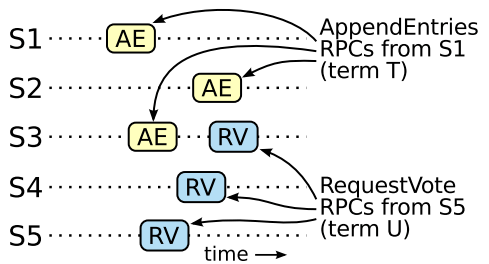 S1
AE
S2
AE
S3
AE RV
S4
RV
S5
RV
AppendEntries
RPCs from S1
(term T)
RequestVote
RPCs from S5
(term U)
time